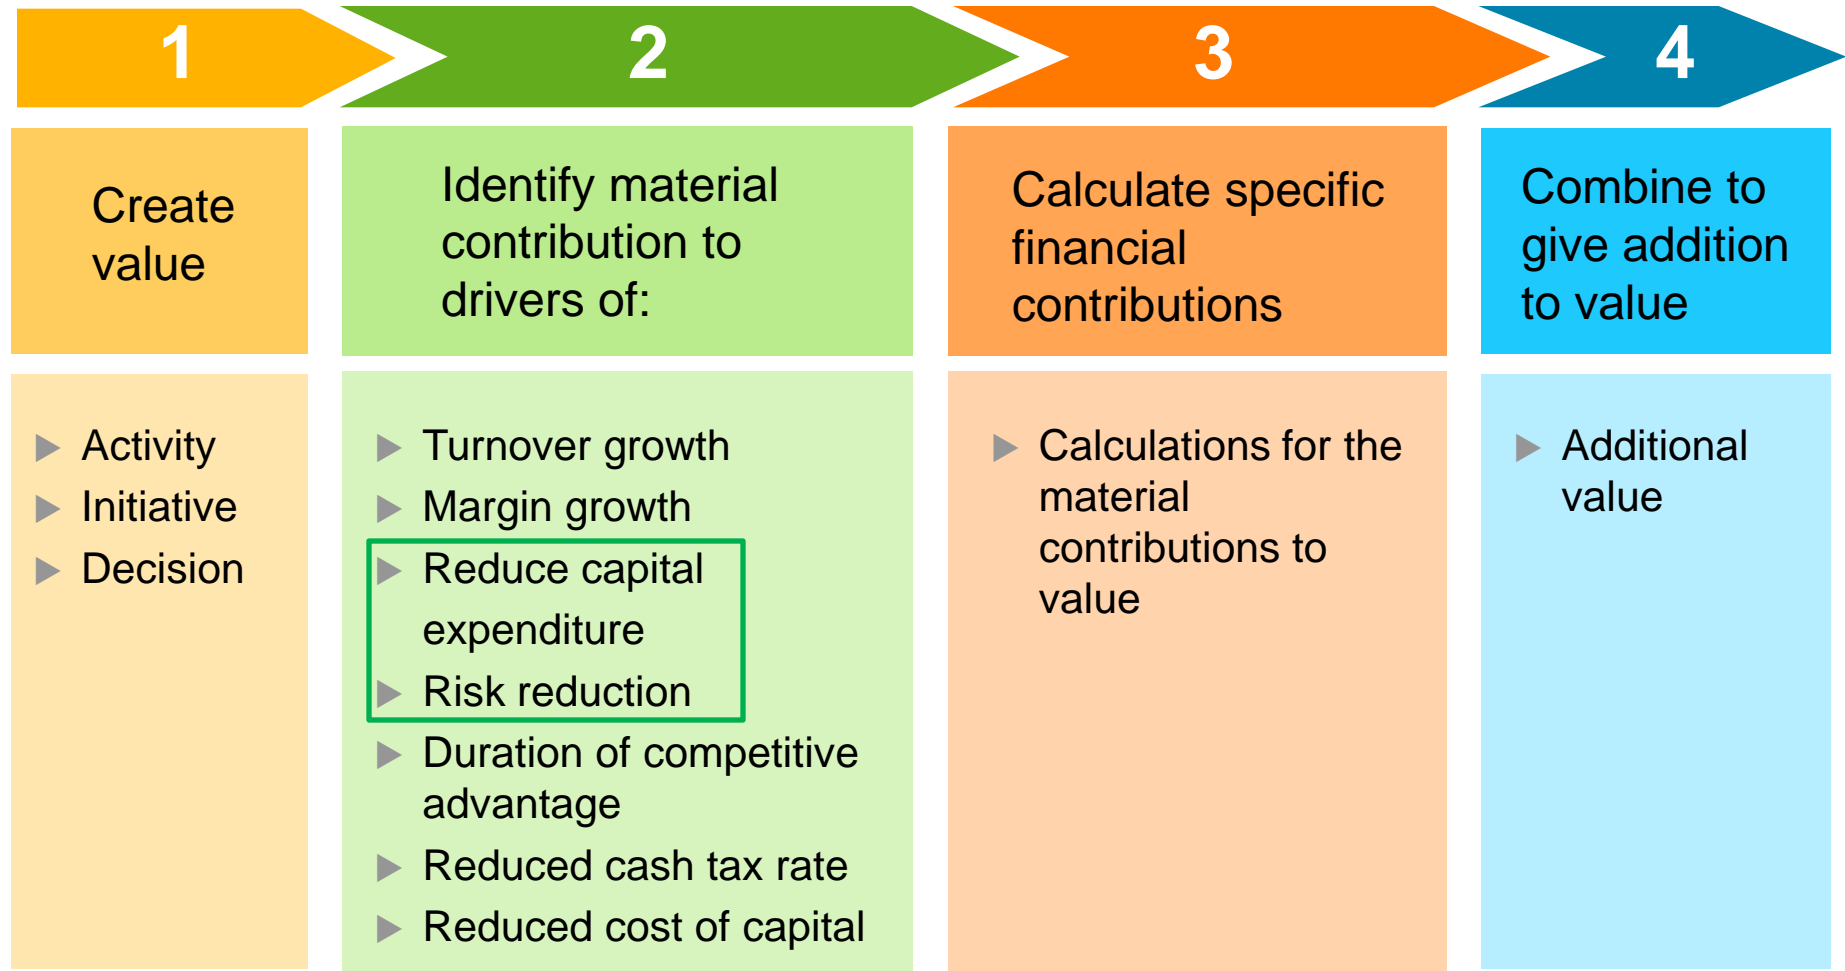 1
2
3
4
Create
value
Identify material
contribution to
drivers of:
Calculate specific
financial
contributions
Combine to
give addition
to value
Activity
Initiative
Decision
Turnover growth
Margin growth
Reduce capital
expenditure
Risk reduction
Duration of competitive
advantage
Reduced cash tax rate
Reduced cost of capital
Calculations for the
material
contributions to
value
Additional
value